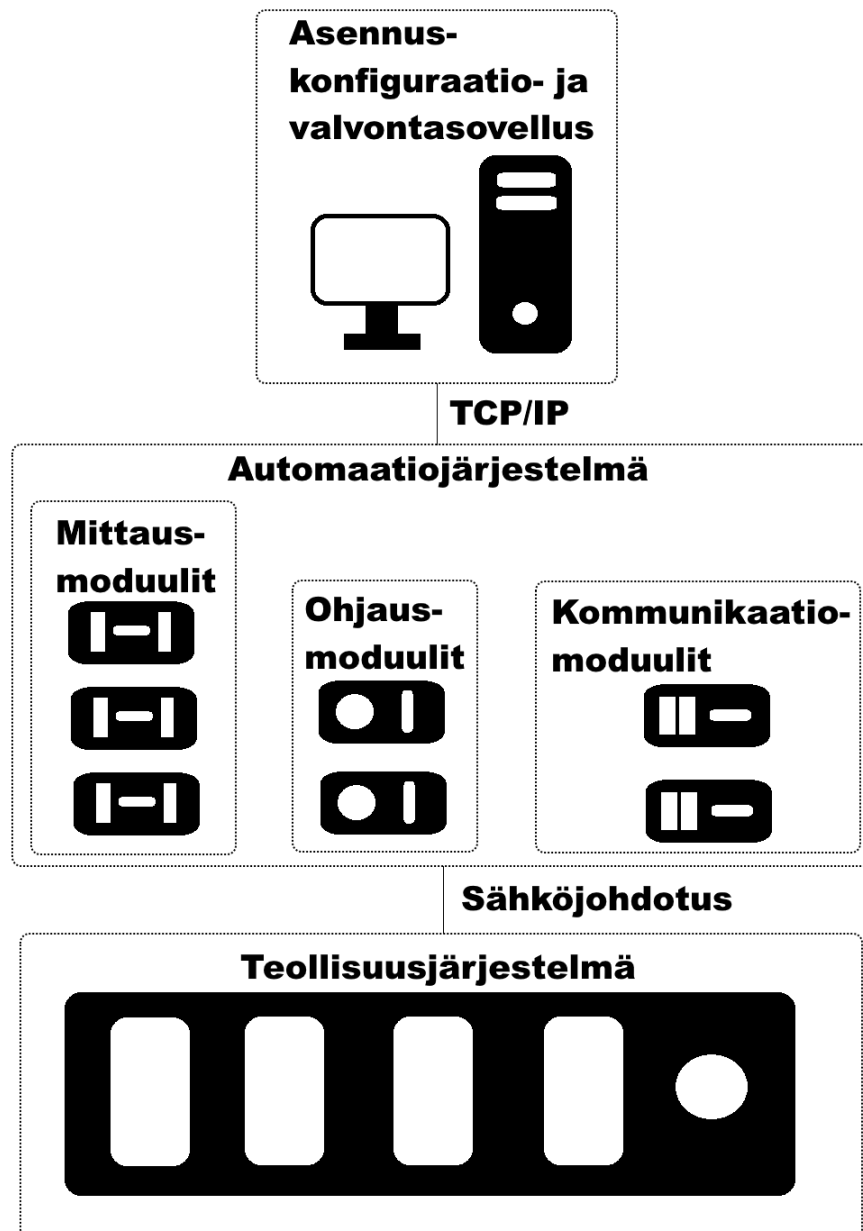 Asennus-
konfiguraatio- ja
valvontasovellus
TCP/IP
Automaatiojärjestelmä
Mittaus-
moduulit
Ohjaus-
moduulit
Kommunikaatio-
moduulit
Sähköjohdotus
Teollisuusjärjestelmä